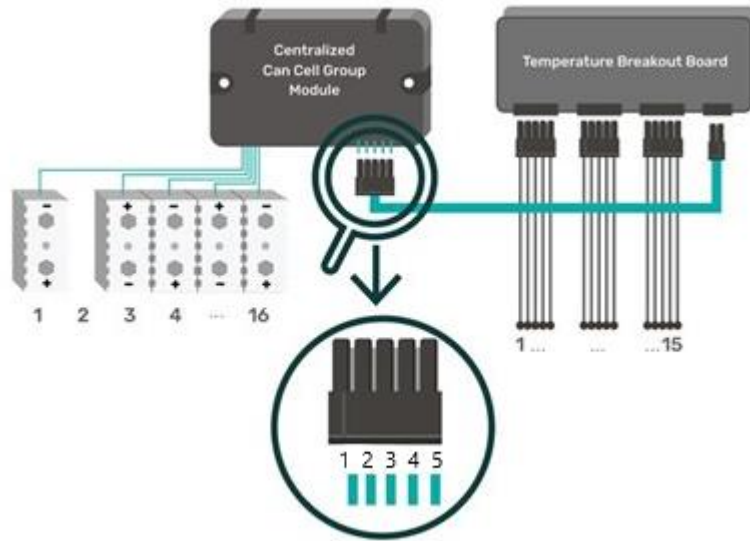 Centralized
Can Cell Group
Module
Temperature Breakout Board
- + - + -
+ - + - +
1 2 3 4 ... 16
1 ... ... ...15
1 2 3 4 5